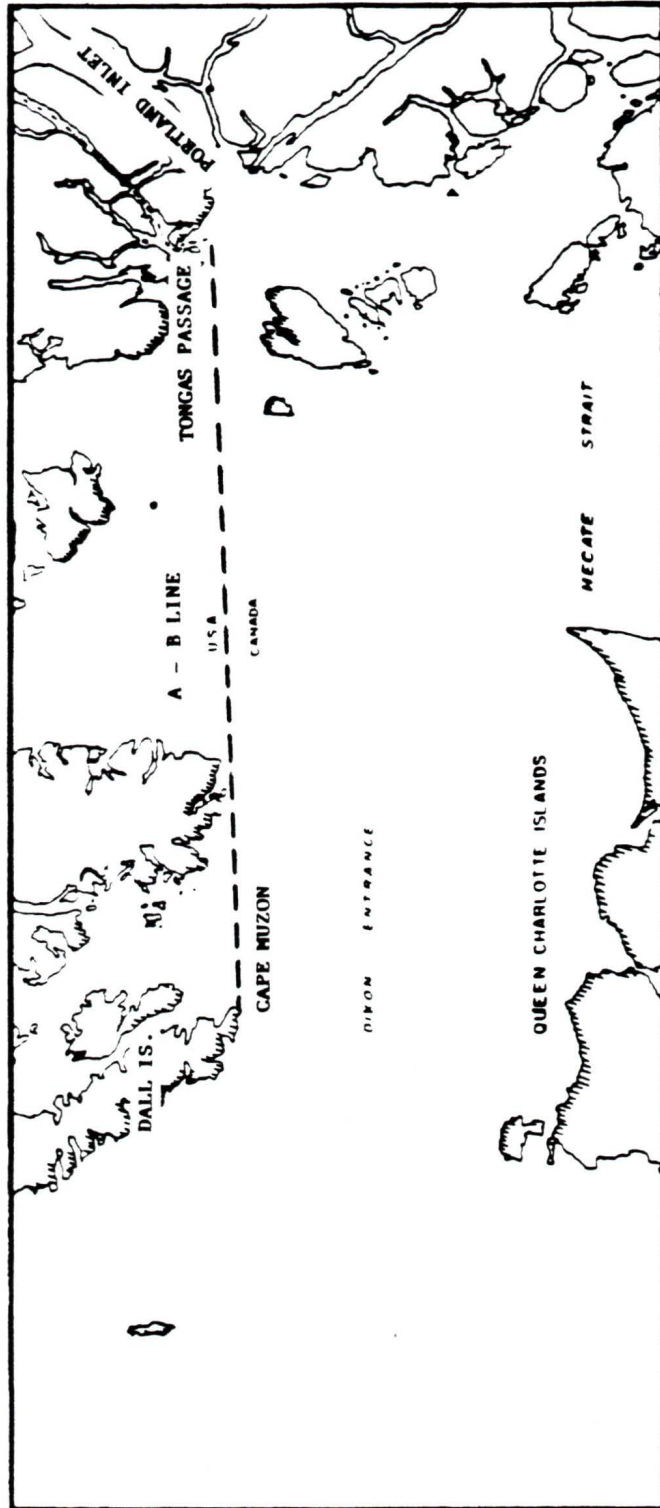 PORTLAND INLET
TONGAS PASSAGE
A - B LINE
USA
CANADA
DALL IS.
CAPE MUZON
DIXON ENTRANCE
QUEEN CHARLOTTE ISLANDS
HECATE STRAIT